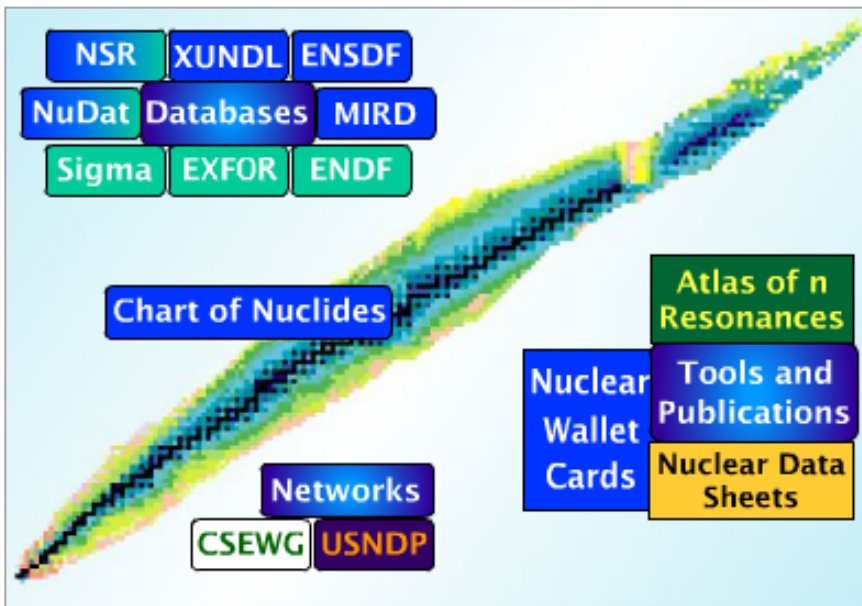 NSR XUNDL ENSDF
NuDat Databases MIRD
Sigma EXFOR ENDF
Chart of Nuclides
Atlas of n
Resonances
Nuclear
Wallet
Cards
Tools and
Publications
Nuclear Data
Sheets
Networks
CSEWG USNDP